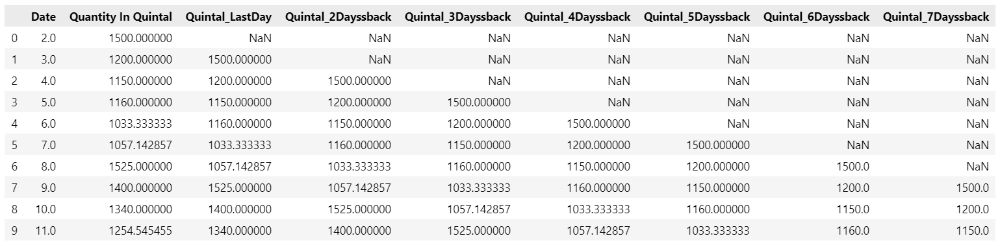 Date Quantity In Quintal Quintal_LastDay Quintal_2Dayssback Quintal_3Dayssback Quintal_4Dayssback Quintal_5Dayssback Quintal_6Dayssback Quintal_7Dayssback
0 2.0 1500.000000 NaN NaN NaN NaN NaN NaN NaN
1 3.0 1200.000000 1500.000000 NaN NaN NaN NaN NaN NaN
2 4.0 1150.000000 1200.000000 1500.000000 NaN NaN NaN NaN NaN
3 5.0 1160.000000 1150.000000 1200.000000 1500.000000 NaN NaN NaN NaN
4 6.0 1033.333333 1160.000000 1150.000000 1200.000000 1500.000000 NaN NaN NaN
5 7.0 1057.142857 1033.333333 1160.000000 1150.000000 1200.000000 1500.000000 NaN NaN
6 8.0 1525.000000 1057.142857 1033.333333 1160.000000 1150.000000 1200.000000 1500.0 NaN
7 9.0 1400.000000 1525.000000 1057.142857 1033.333333 1160.000000 1150.000000 1200.0 1500.0
8 10.0 1340.000000 1400.000000 1525.000000 1057.142857 1033.333333 1160.000000 1150.0 1200.0
9 11.0 1254.545455 1340.000000 1400.000000 1525.000000 1057.142857 1033.333333 1160.0 1150.0